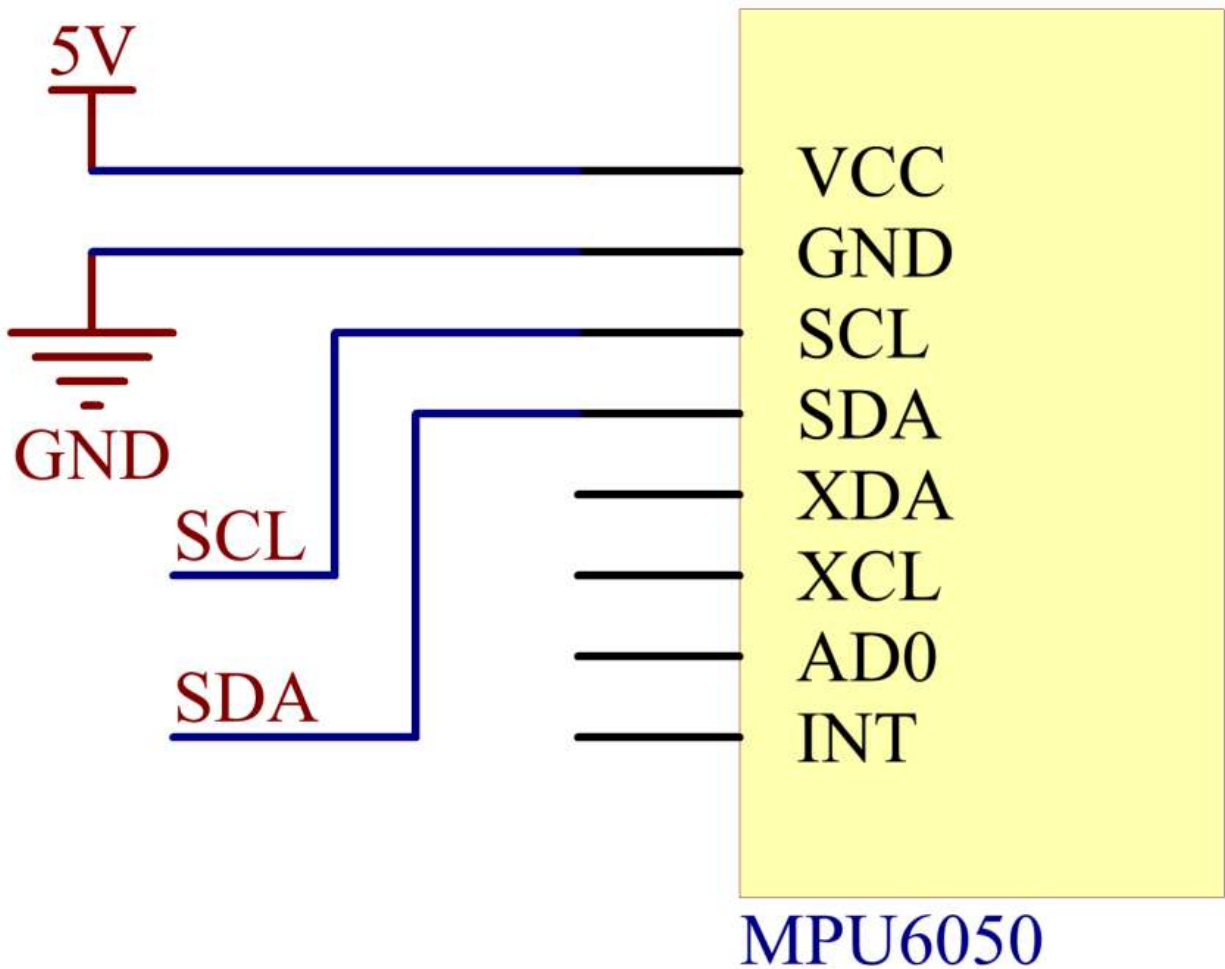 5V
VCC
GND
SCL
SDA
XDA
XCL
AD0
INT
GND
SCL
SDA
MPU6050